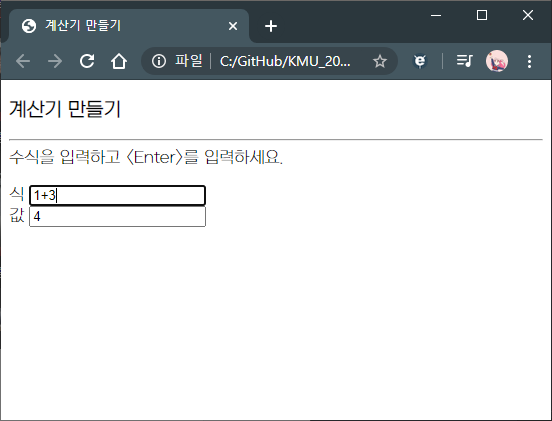 계산기 만들기
파일 C:/GitHub/KMU_20...
계산기 만들기
수식을 입력하고 <Enter>를 입력하세요.
식 1+3
값 4